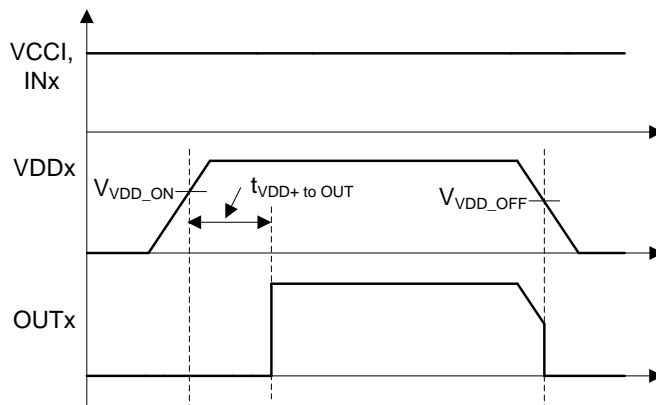 VCCI,
INx
VDDx
VVDD_ON
tVDD+ to OUT
VVDD_OFF
OUTx